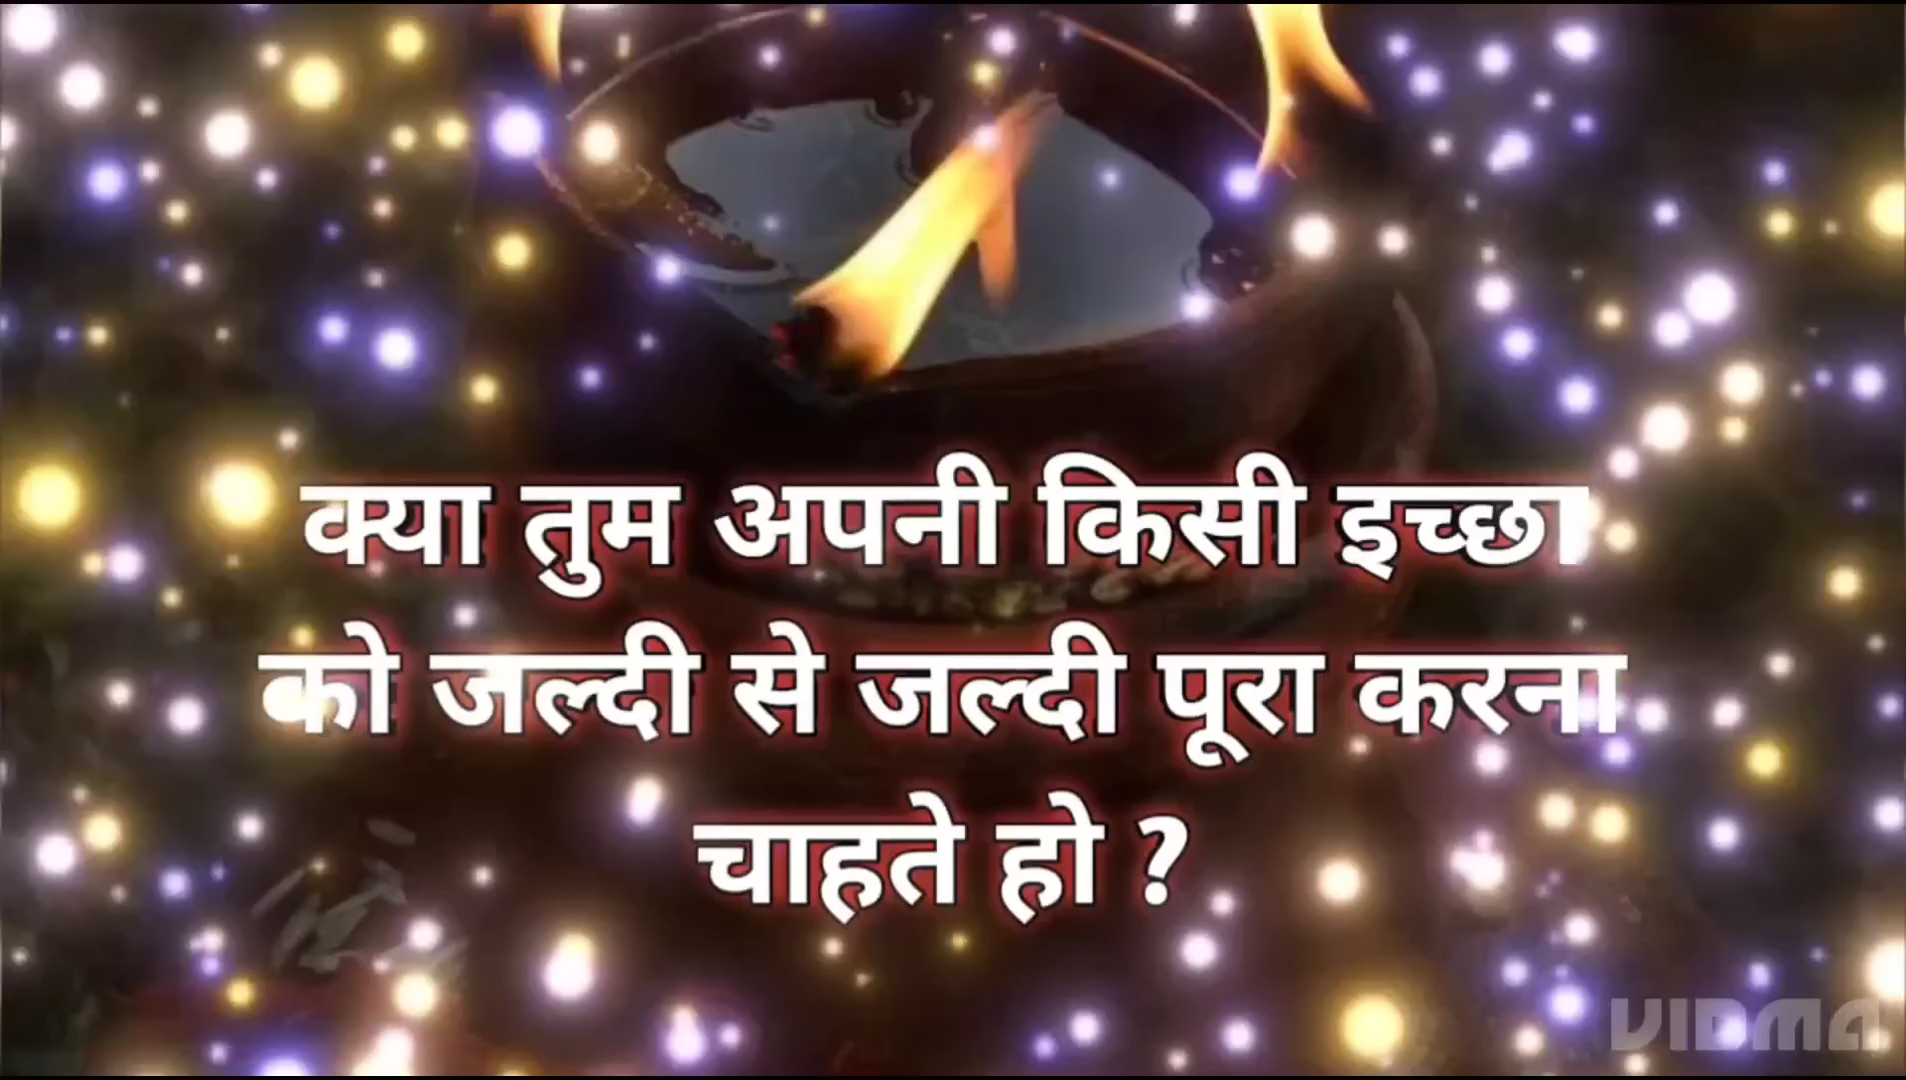 क्या तुम अपनी किसी इच्छा
को जल्दी से जल्दी पूरा करना
चाहते हो ?
VIDMA